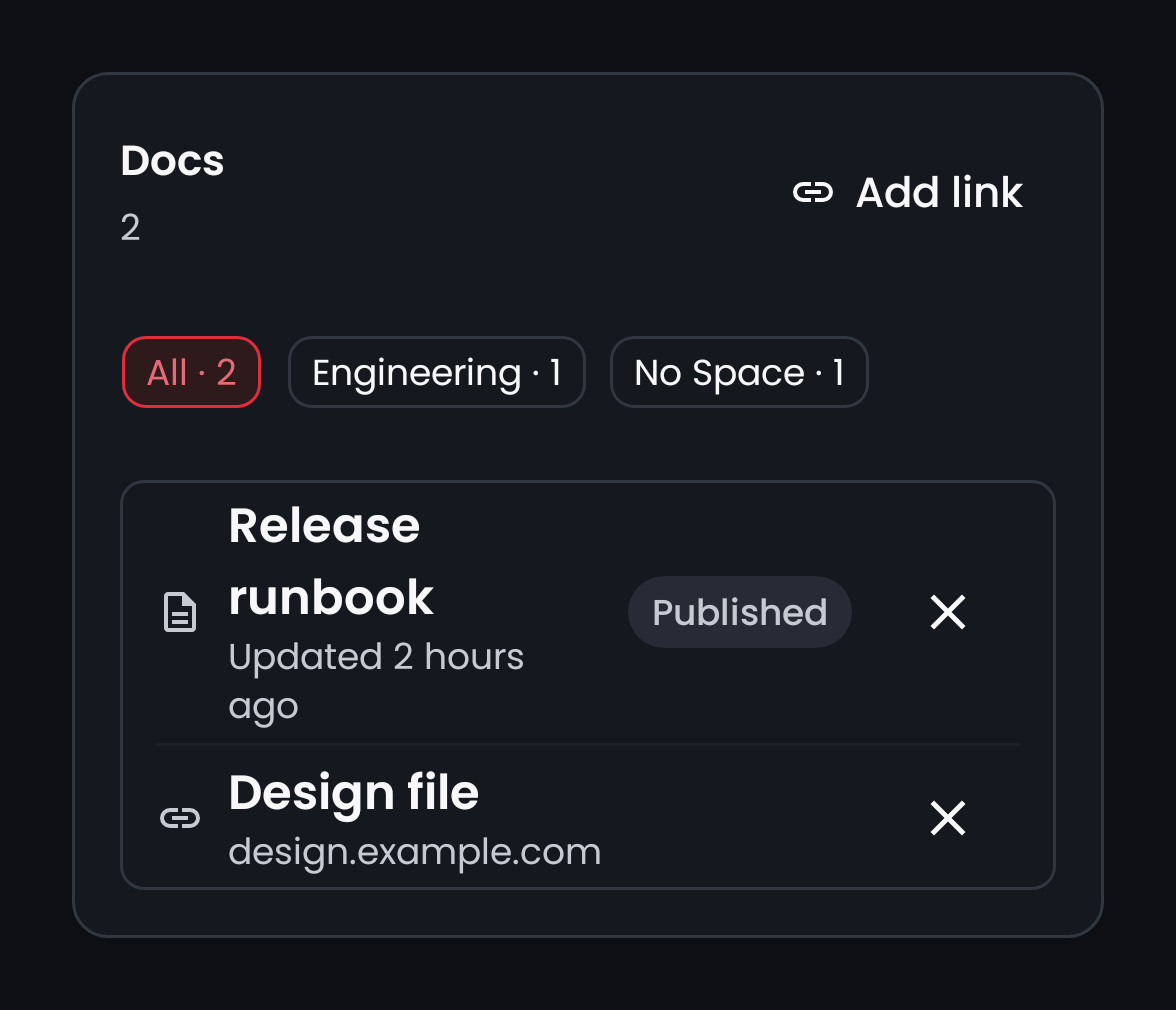 Docs
2
Add link
All · 2
Engineering · 1
No Space · 1
Release
runbook
Updated 2 hours
ago
Published
Design file
design.example.com